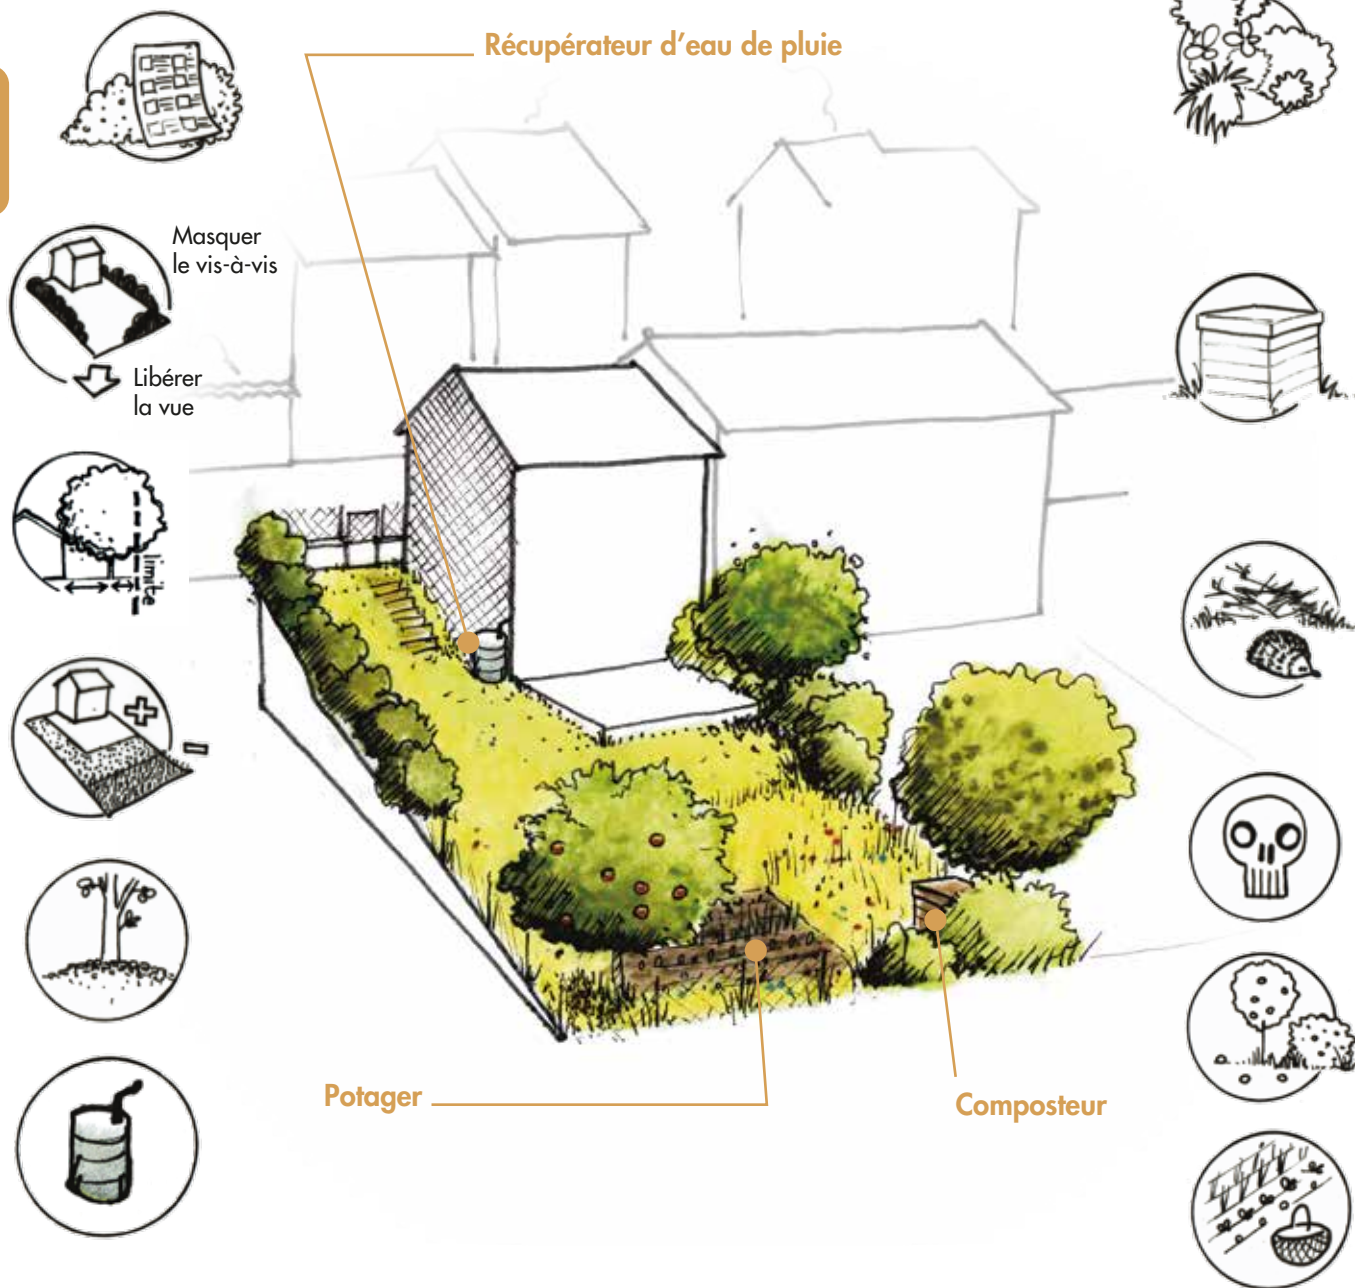 Récupérateur d'eau de pluie
Masquer
le vis-à-vis
Libérer
la vue
limite
Potager
Composteur